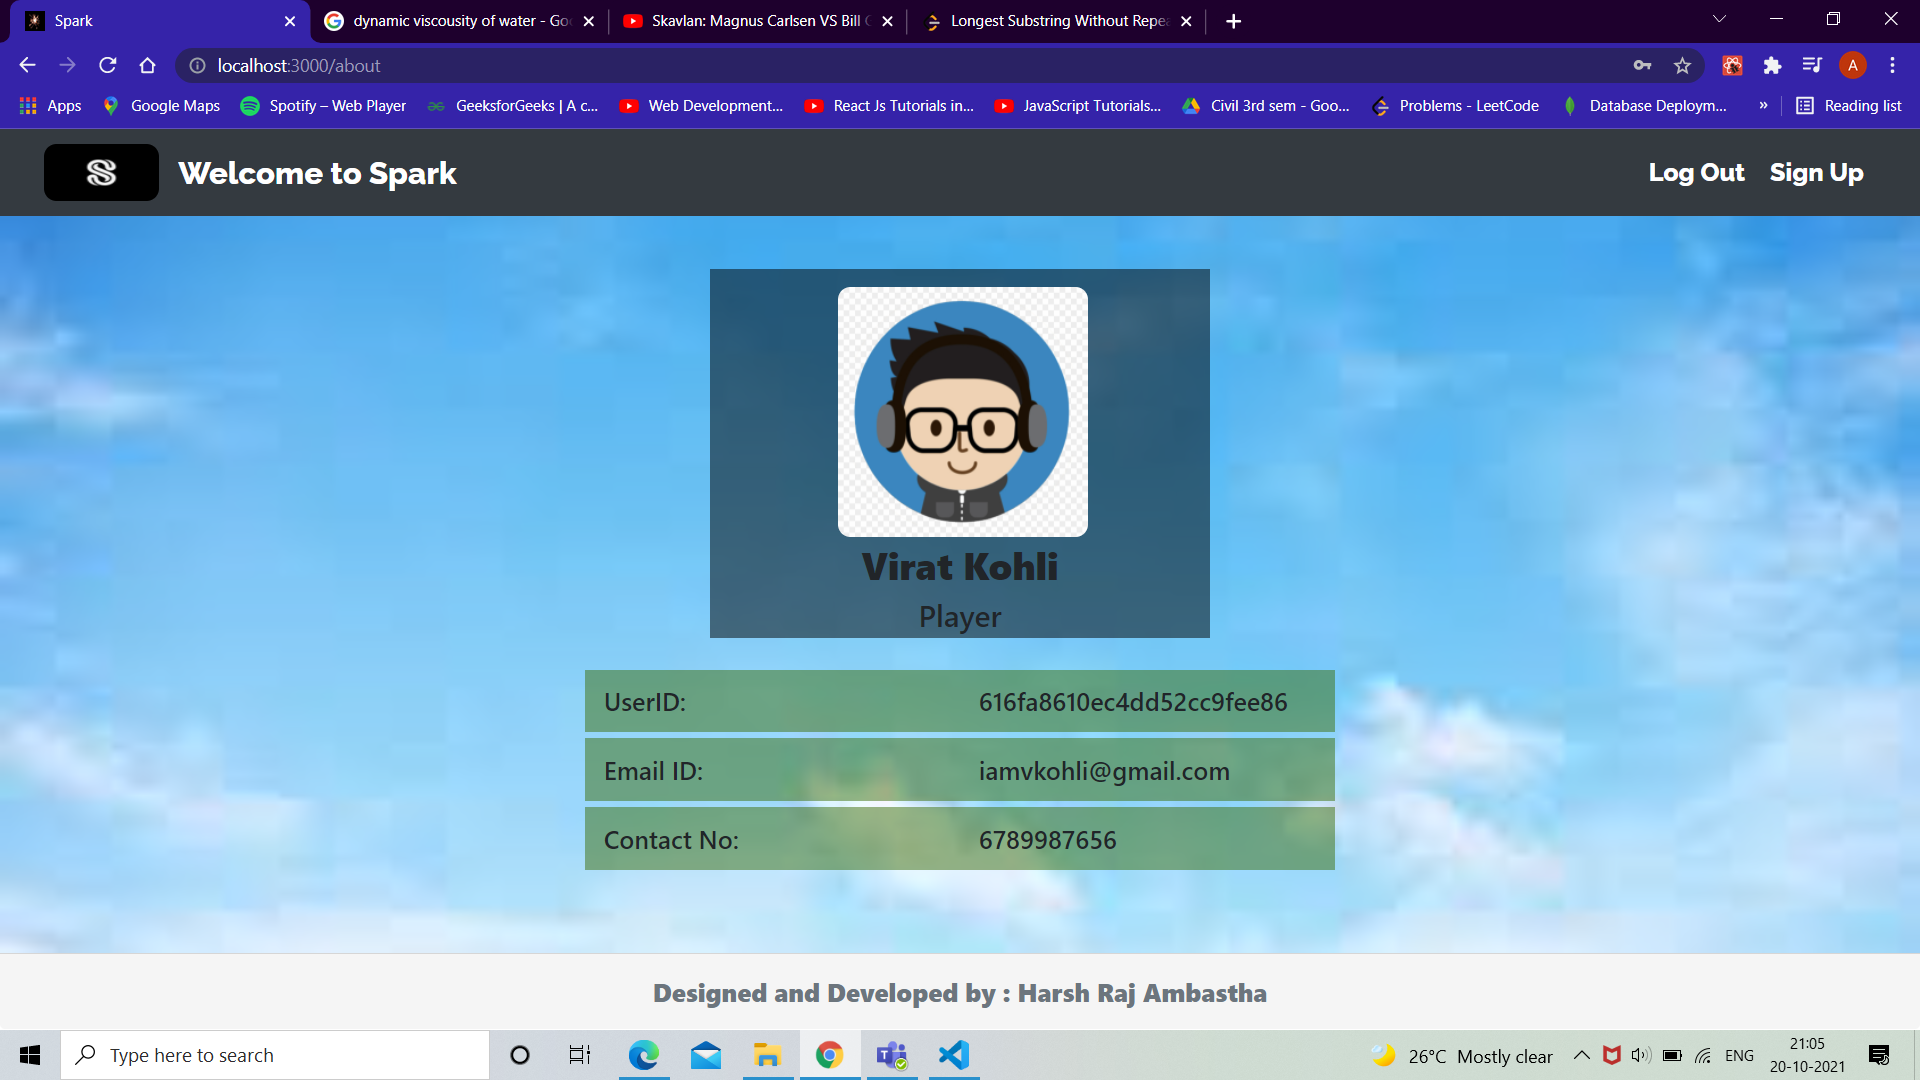 Spark
dynamic viscousity of water - Go
Skavlan: Magnus Carlsen VS Bill G
Longest Substring Without Repea
localhost:3000/about
A
Apps
Google Maps
Spotify – Web Player
GeeksforGeeks | A c...
Web Development...
React Js Tutorials in...
JavaScript Tutorials...
Civil 3rd sem - Goo...
Problems - LeetCode
Database Deploym...
»
Reading list
Welcome to Spark
Log Out
Sign Up
Virat Kohli
Player
UserID: 616fa8610ec4dd52cc9fee86
Email ID: iamvkohli@gmail.com
Contact No: 6789987656
Designed and Developed by : Harsh Raj Ambastha
Type here to search
26°C Mostly clear
ENG
21:05
20-10-2021